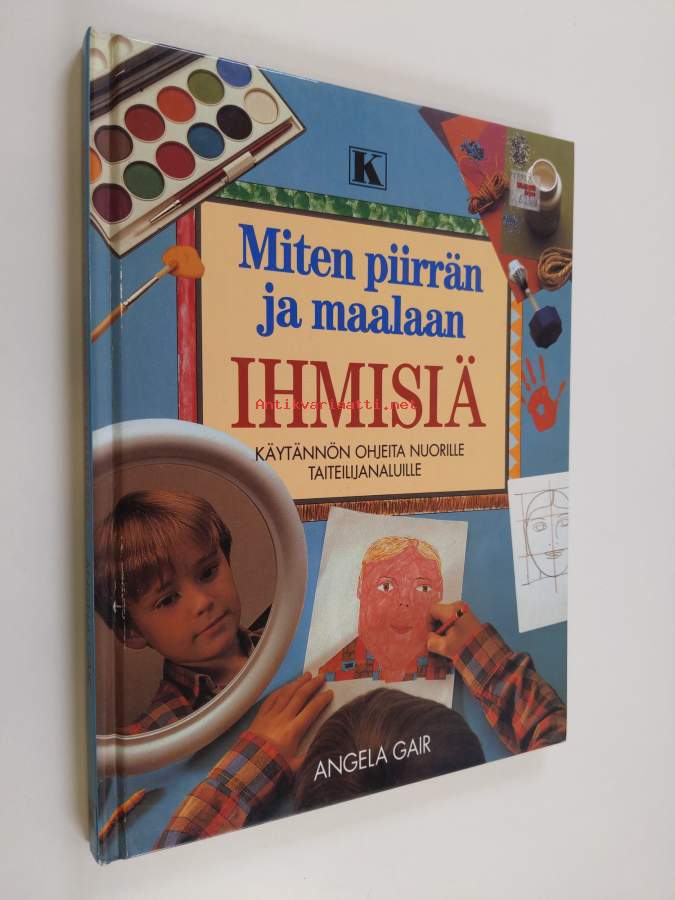 K
Miten piirrän
ja maalaan
IHMISIÄ
Antikvariaatti.net
KÄYTÄNNÖN OHJEITA NUORILLE
TAITEILIJANALUILLE
ANGELA GAIR